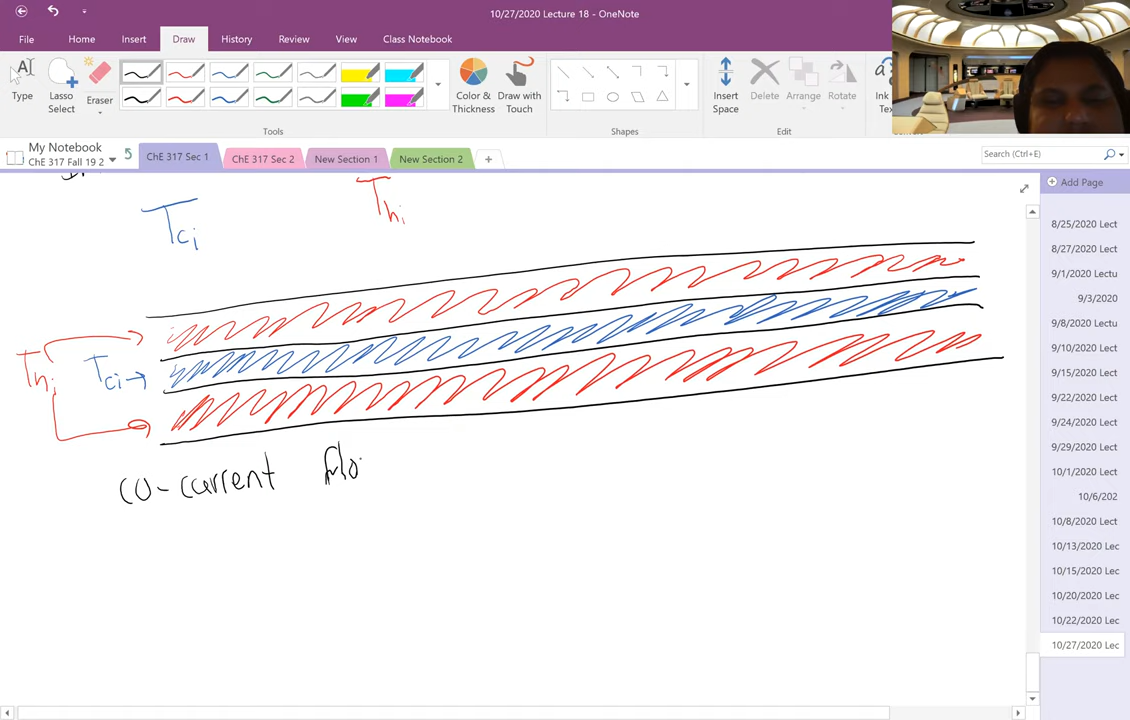 10/27/2020 Lecture 18 - OneNote
File Home Insert Draw History Review View Class Notebook
Type
Lasso Select
Eraser
Color & Thickness
Draw with Touch
Insert Space
Delete
Arrange
Rotate
Ink
Tex
Tools
Shapes
Edit
My Notebook
ChE 317 Fall 19 2
ChE 317 Sec 1
ChE 317 Sec 2
New Section 1
New Section 2
Search (Ctrl+E)
Add Page
8/25/2020 Lect
8/27/2020 Lect
9/1/2020 Lectu
9/3/2020
9/8/2020 Lectu
9/10/2020 Lect
9/15/2020 Lect
9/22/2020 Lect
9/24/2020 Lect
9/29/2020 Lect
10/1/2020 Lect
10/6/202
10/8/2020 Lect
10/13/2020 Lec
10/15/2020 Lec
10/20/2020 Lec
10/22/2020 Lec
10/27/2020 Lec
Tci
Thi
Thi
Tci
co-current flo